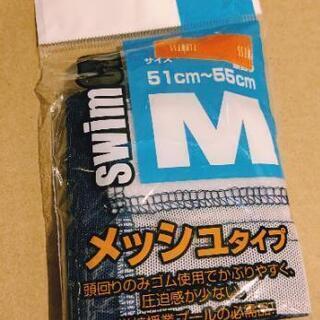 サイズ
51cm~55cm
M
swim
メッシュタイプ
頭回りのみゴム使用でかぶりやすく、
圧迫感が少ない